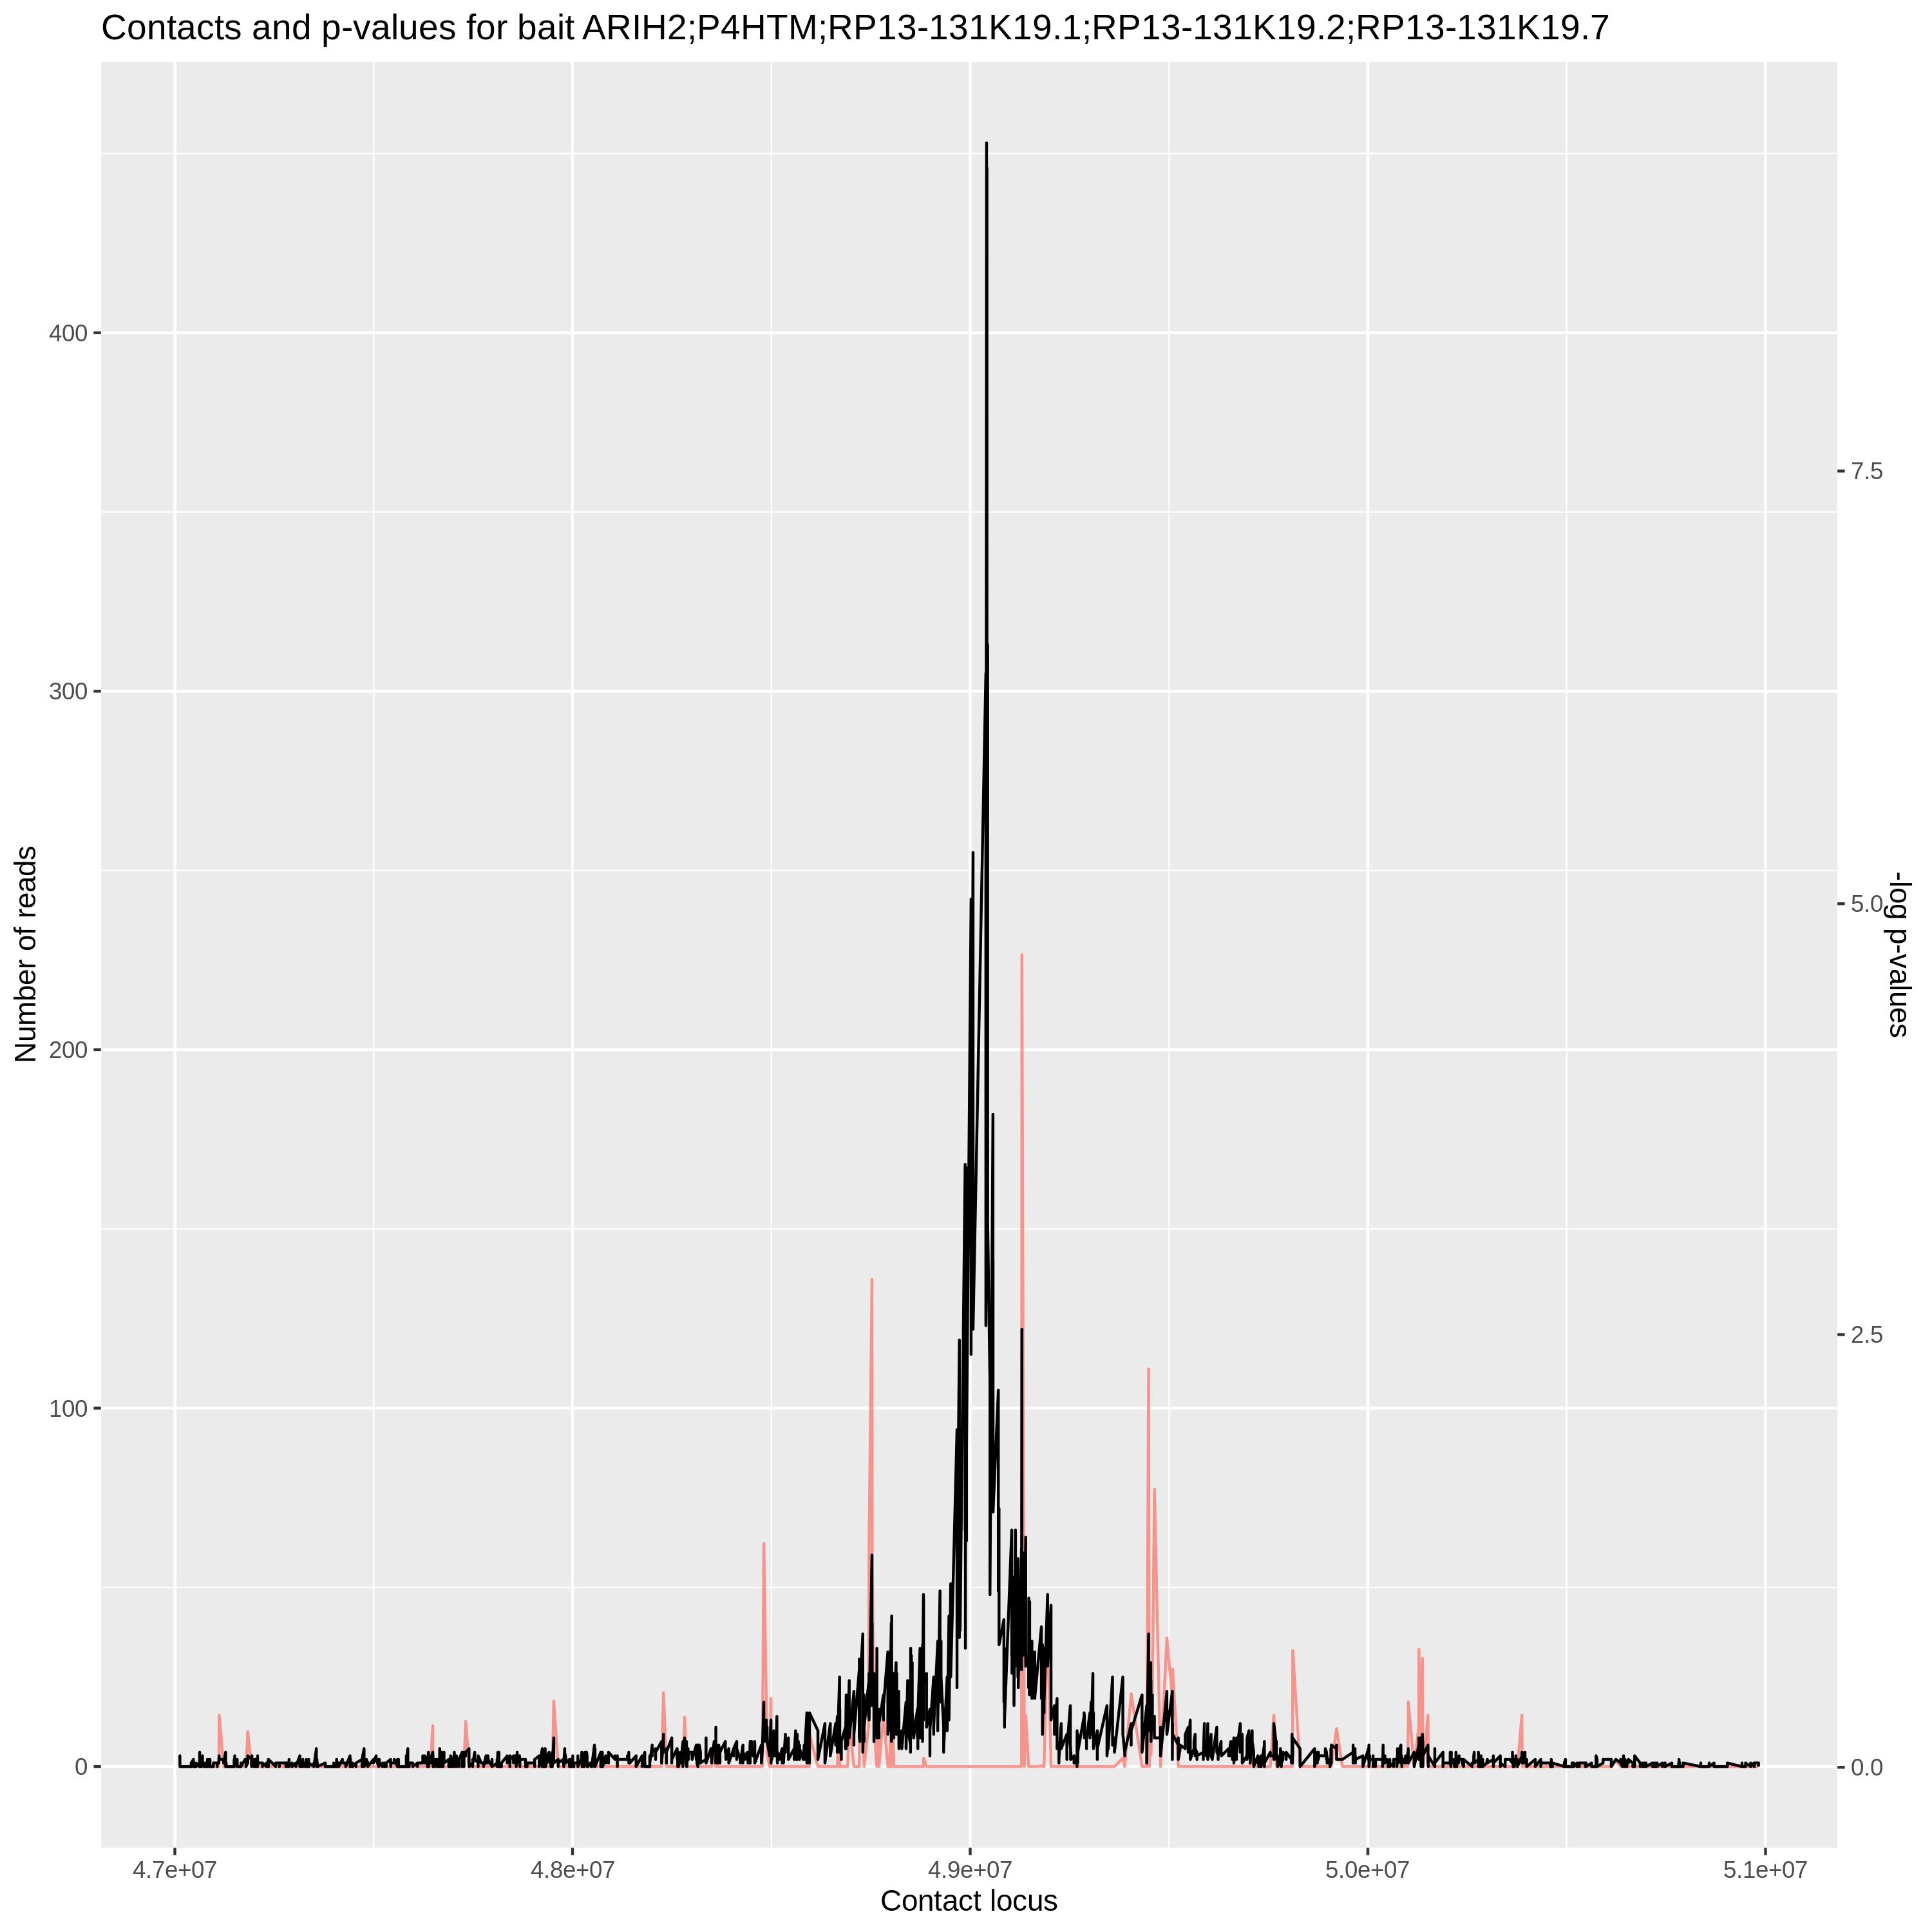 Contacts and p-values for bait ARIH2;P4HTM;RP13-131K19.1;RP13-131K19.2;RP13-131K19.7
Number of reads
400
300
200
100
0
7.5
5.0
2.5
0.0
-log p-values
4.7e+07 4.8e+07 4.9e+07 5.0e+07 5.1e+07
Contact locus